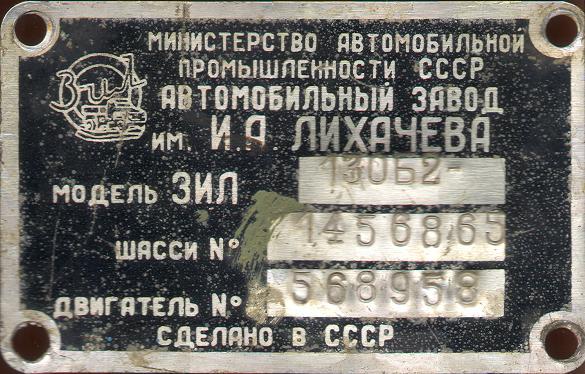 ЗиЛ
МИНИСТЕРСТВО АВТОМОБИЛЬНОЙ
ПРОМЫШЛЕННОСТИ СССР
АВТОМОБИЛЬНЫЙ ЗАВОД
ИМ. И.А. ЛИХАЧЕВА
МОДЕЛЬ ЗИЛ 130Б2-
ШАССИ № 1456865
ДВИГАТЕЛЬ № 568958
СДЕЛАНО В СССР